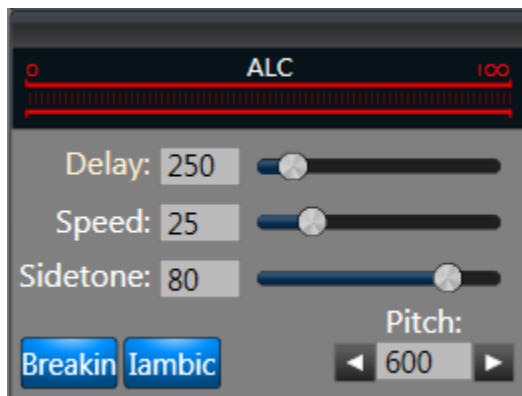 0 ALC 100
Delay: 250
Speed: 25
Sidetone: 80
Pitch:
Breakin Iambic 600